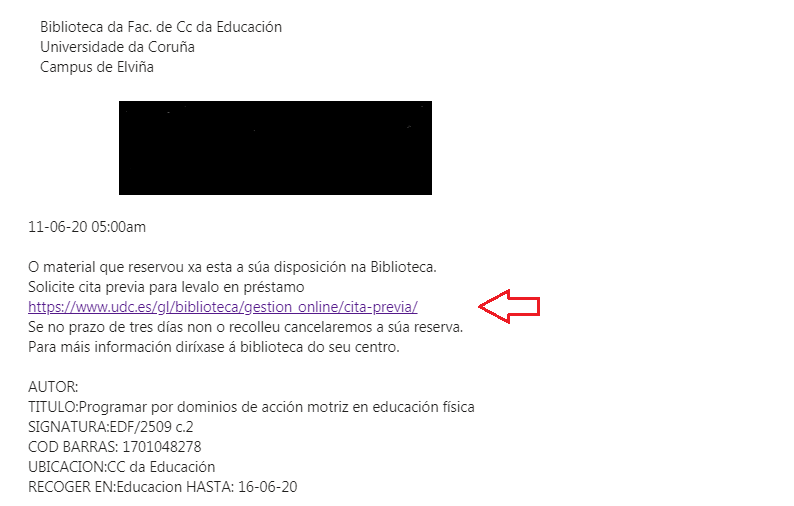 Biblioteca da Fac. de Cc da Educación
Universidade da Coruña
Campus de Elviña
11-06-20 05:00am
O material que reservou xa esta a súa disposición na Biblioteca.
Solicite cita previa para levalo en préstamo
https://www.udc.es/gl/biblioteca/gestion_online/cita-previa/
Se no prazo de tres días non o recolleu cancelaremos a súa reserva.
Para máis información diríxase á biblioteca do seu centro.
AUTOR:
TITULO:Programar por dominios de acción motriz en educación física
SIGNATURA:EDF/2509 c.2
COD BARRAS: 1701048278
UBICACION:CC da Educación
RECOGER EN:Educacion HASTA: 16-06-20